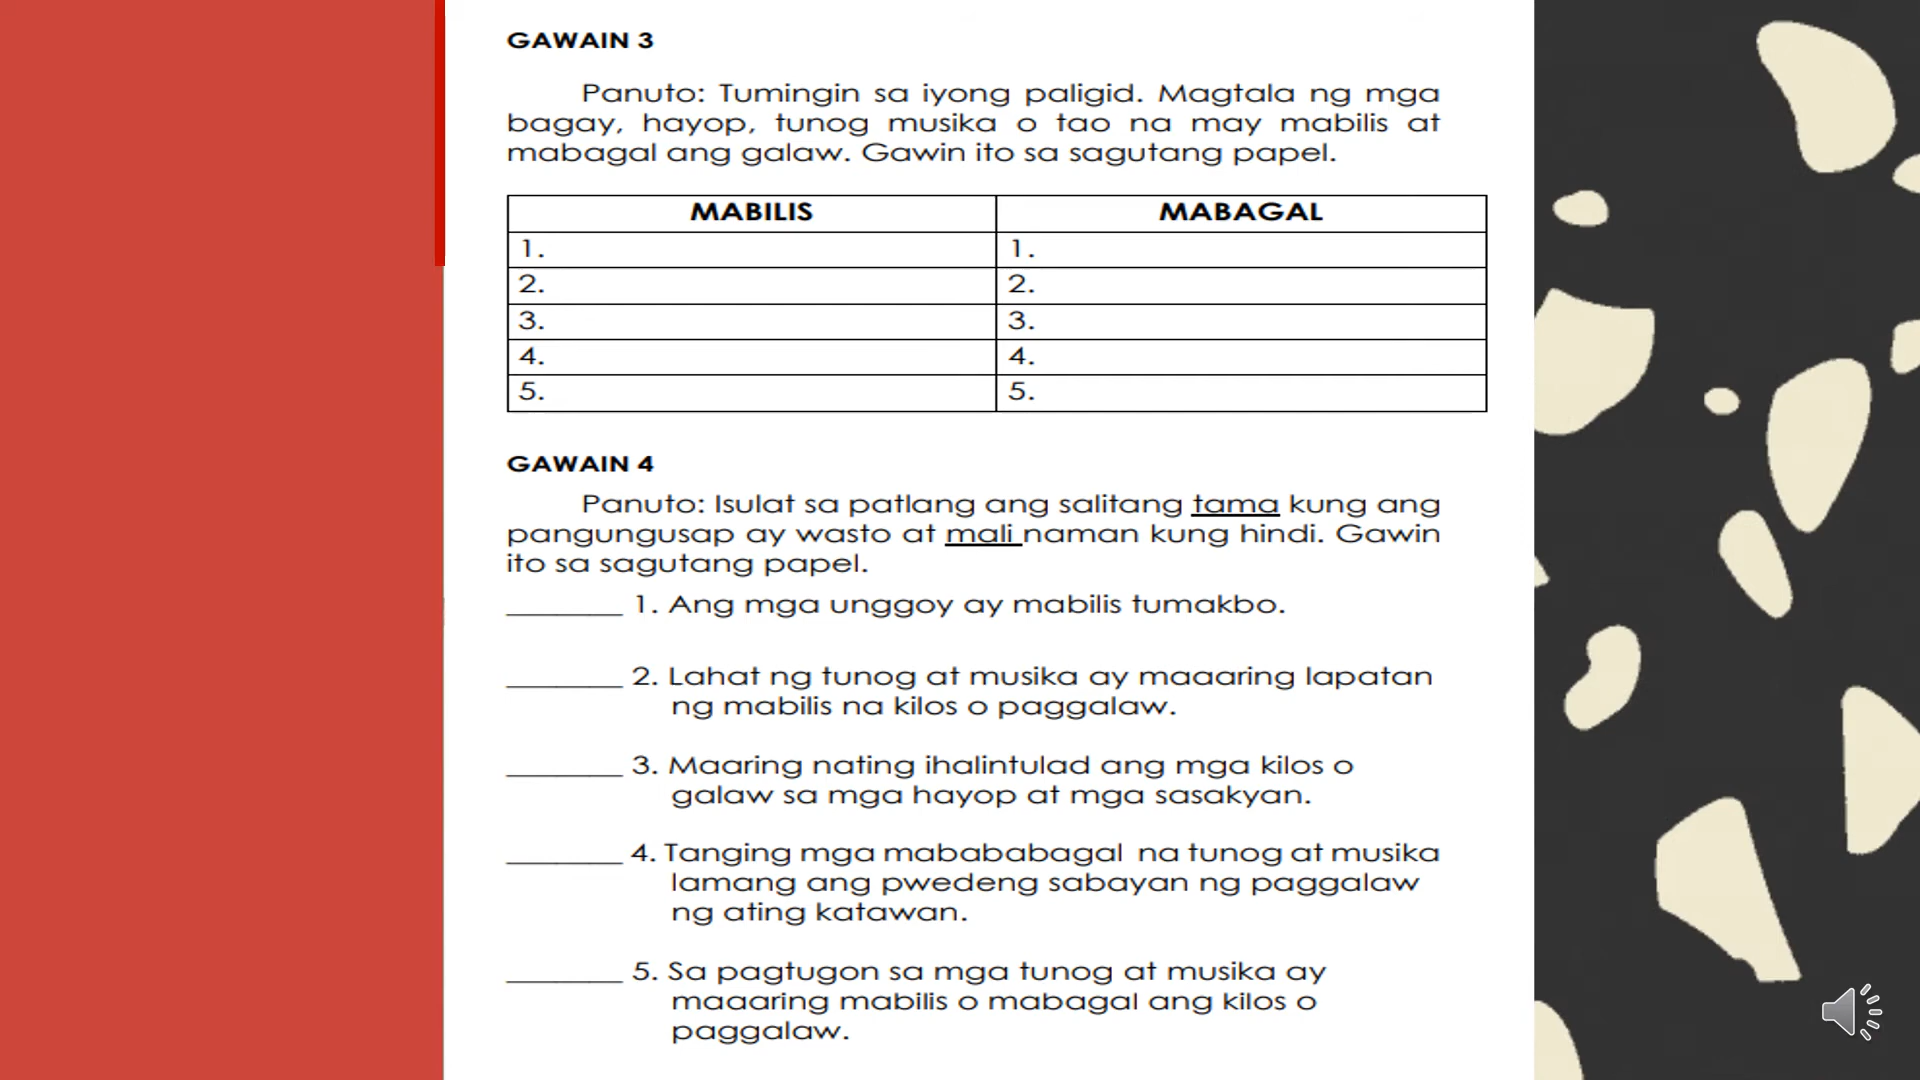 GAWAIN 3
Panuto: Tumingin sa iyong paligid. Magtala ng mga
bagay, hayop, tunog musika o tao na may mabilis at
mabagal ang galaw. Gawin ito sa sagutang papel.
MABILIS MABAGAL
1. 1.
2. 2.
3. 3.
4. 4.
5. 5.
GAWAIN 4
Panuto: Isulat sa patlang ang salitang tama kung ang
pangungusap ay wasto at mali naman kung hindi. Gawin
ito sa sagutang papel.
________ 1. Ang mga unggoy ay mabilis tumakbo.
________ 2. Lahat ng tunog at musika ay maaaring lapatan
ng mabilis na kilos o paggalaw.
________ 3. Maaring nating ihalintulad ang mga kilos o
galaw sa mga hayop at mga sasakyan.
________ 4. Tanging mga mabababagal na tunog at musika
lamang ang pwedeng sabayan ng paggalaw
ng ating katawan.
________ 5. Sa pagtugon sa mga tunog at musika ay
maaaring mabilis o mabagal ang kilos o
paggalaw.